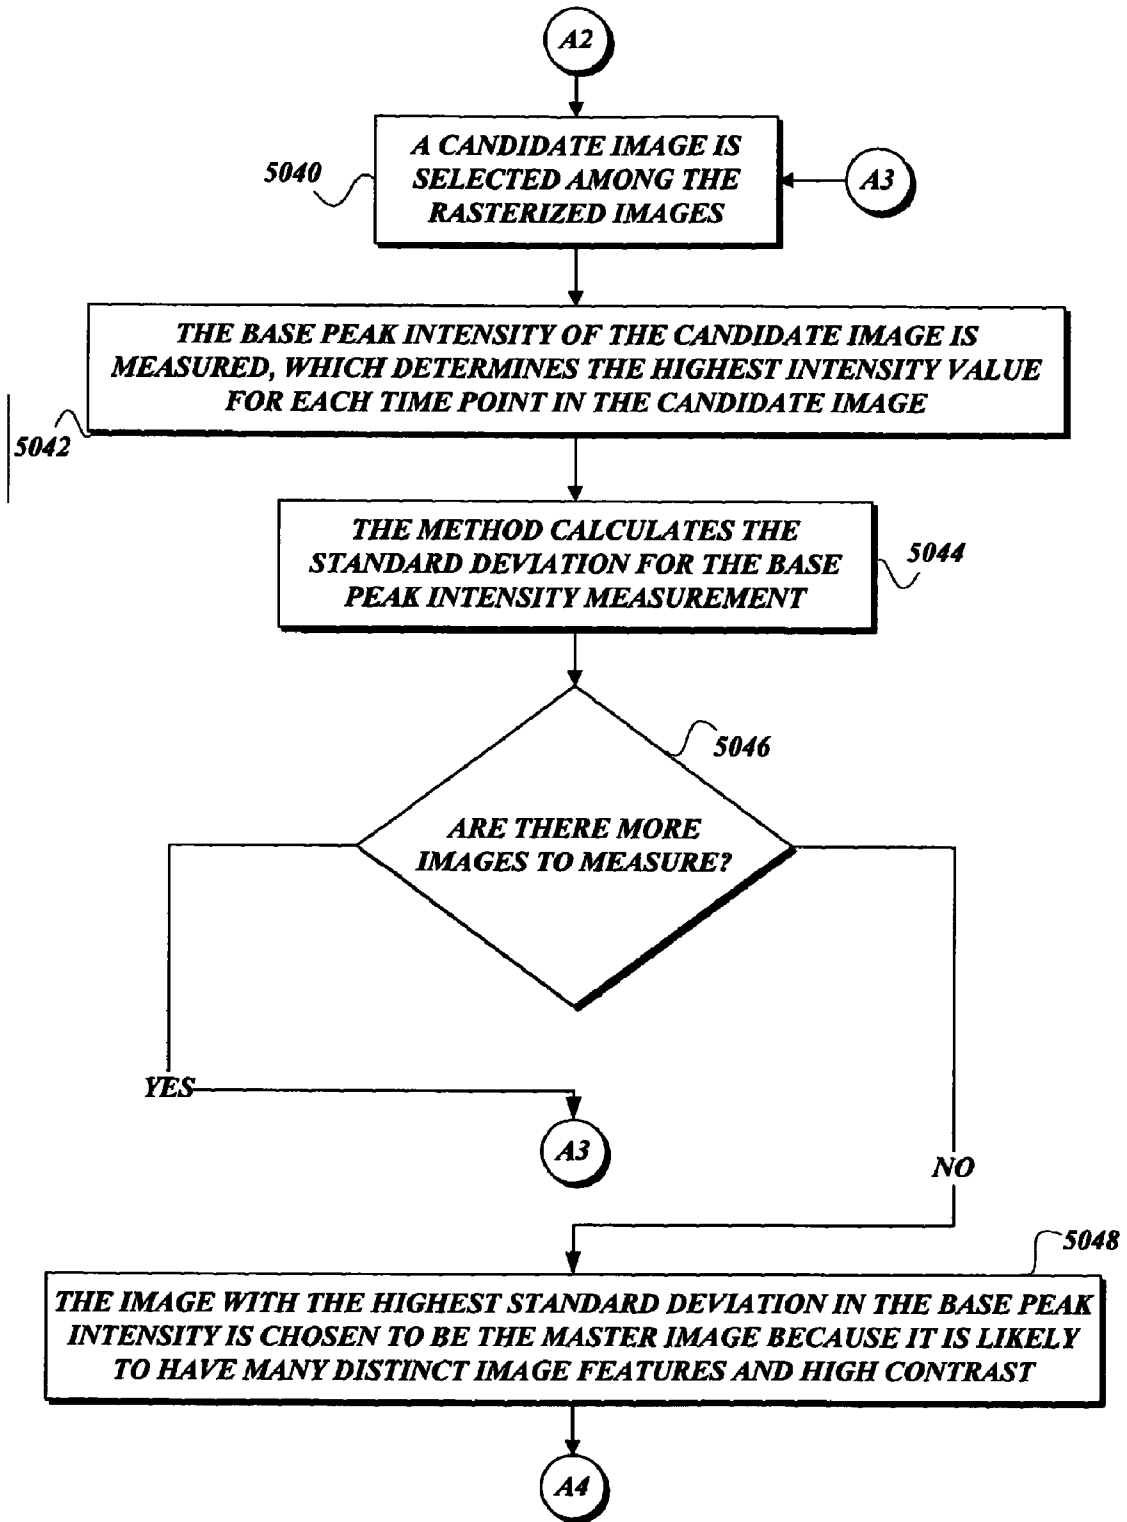 A2
A CANDIDATE IMAGE IS
SELECTED AMONG THE
RASTERIZED IMAGES
5040
A3
THE BASE PEAK INTENSITY OF THE CANDIDATE IMAGE IS
MEASURED, WHICH DETERMINES THE HIGHEST INTENSITY VALUE
FOR EACH TIME POINT IN THE CANDIDATE IMAGE
5042
THE METHOD CALCULATES THE
STANDARD DEVIATION FOR THE BASE
PEAK INTENSITY MEASUREMENT
5044
5046
ARE THERE MORE
IMAGES TO MEASURE?
YES
A3
NO
5048
THE IMAGE WITH THE HIGHEST STANDARD DEVIATION IN THE BASE PEAK
INTENSITY IS CHOSEN TO BE THE MASTER IMAGE BECAUSE IT IS LIKELY
TO HAVE MANY DISTINCT IMAGE FEATURES AND HIGH CONTRAST
A4